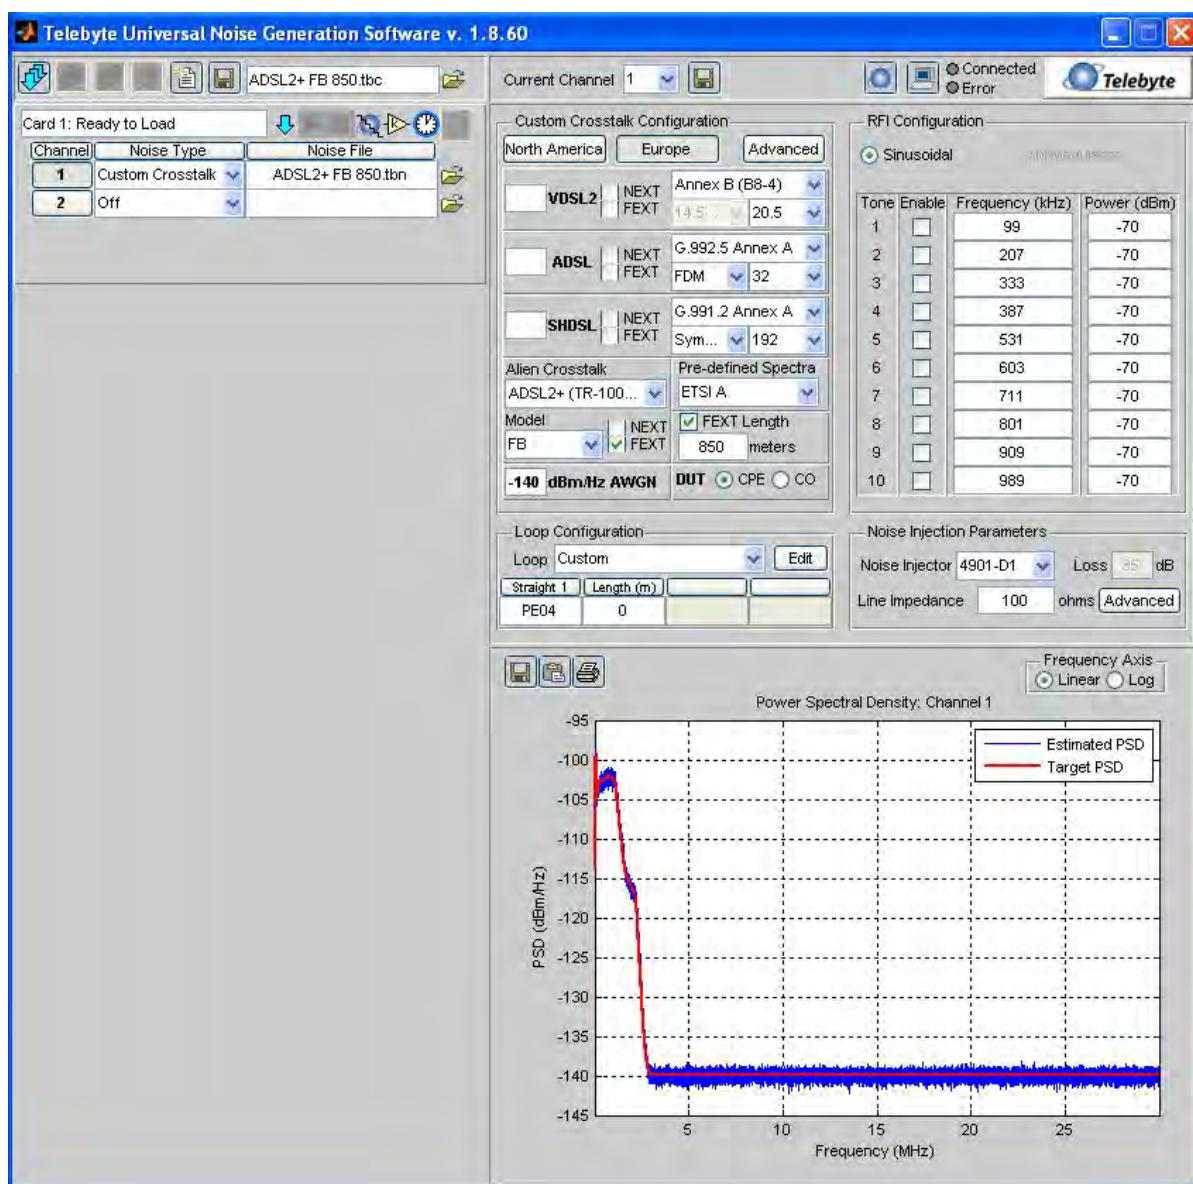 Telebyte Universal Noise Generation Software v. 1.8.60
ADSL2+ FB 850.tbc
Current Channel 1
Connected
Error
Telebyte
Card 1: Ready to Load
Channel Noise Type Noise File
1 Custom Crosstalk ADSL2+ FB 850.tbn
2 Off
Custom Crosstalk Configuration
North America Europe Advanced
VDSL2 NEXT Annex B (B8-4)
FEXT 14.5... 20.5
ADSL NEXT G.992.5 Annex A
FEXT FDM 32
SHDSL NEXT G.991.2 Annex A
FEXT Sym... 192
Alien Crosstalk Pre-defined Spectra
ADSL2+ (TR-100... ETSI A
Model NEXT FEXT Length
FB FEXT 850 meters
-140 dBm/Hz AWGN DUT CPE CO
RFI Configuration
Sinusoidal
Tone Enable Frequency (kHz) Power (dBm)
1 99 -70
2 207 -70
3 333 -70
4 387 -70
5 531 -70
6 603 -70
7 711 -70
8 801 -70
9 909 -70
10 989 -70
Loop Configuration
Loop Custom Edit
Straight 1 Length (m)
PE04 0
Noise Injection Parameters
Noise Injector 4901-D1 Loss 35 dB
Line Impedance 100 ohms Advanced
Frequency Axis
Linear Log
Power Spectral Density: Channel 1
Estimated PSD
Target PSD
PSD (dBm/Hz)
-95
-100
-105
-110
-115
-120
-125
-130
-135
-140
-145
5 10 15 20 25
Frequency (MHz)